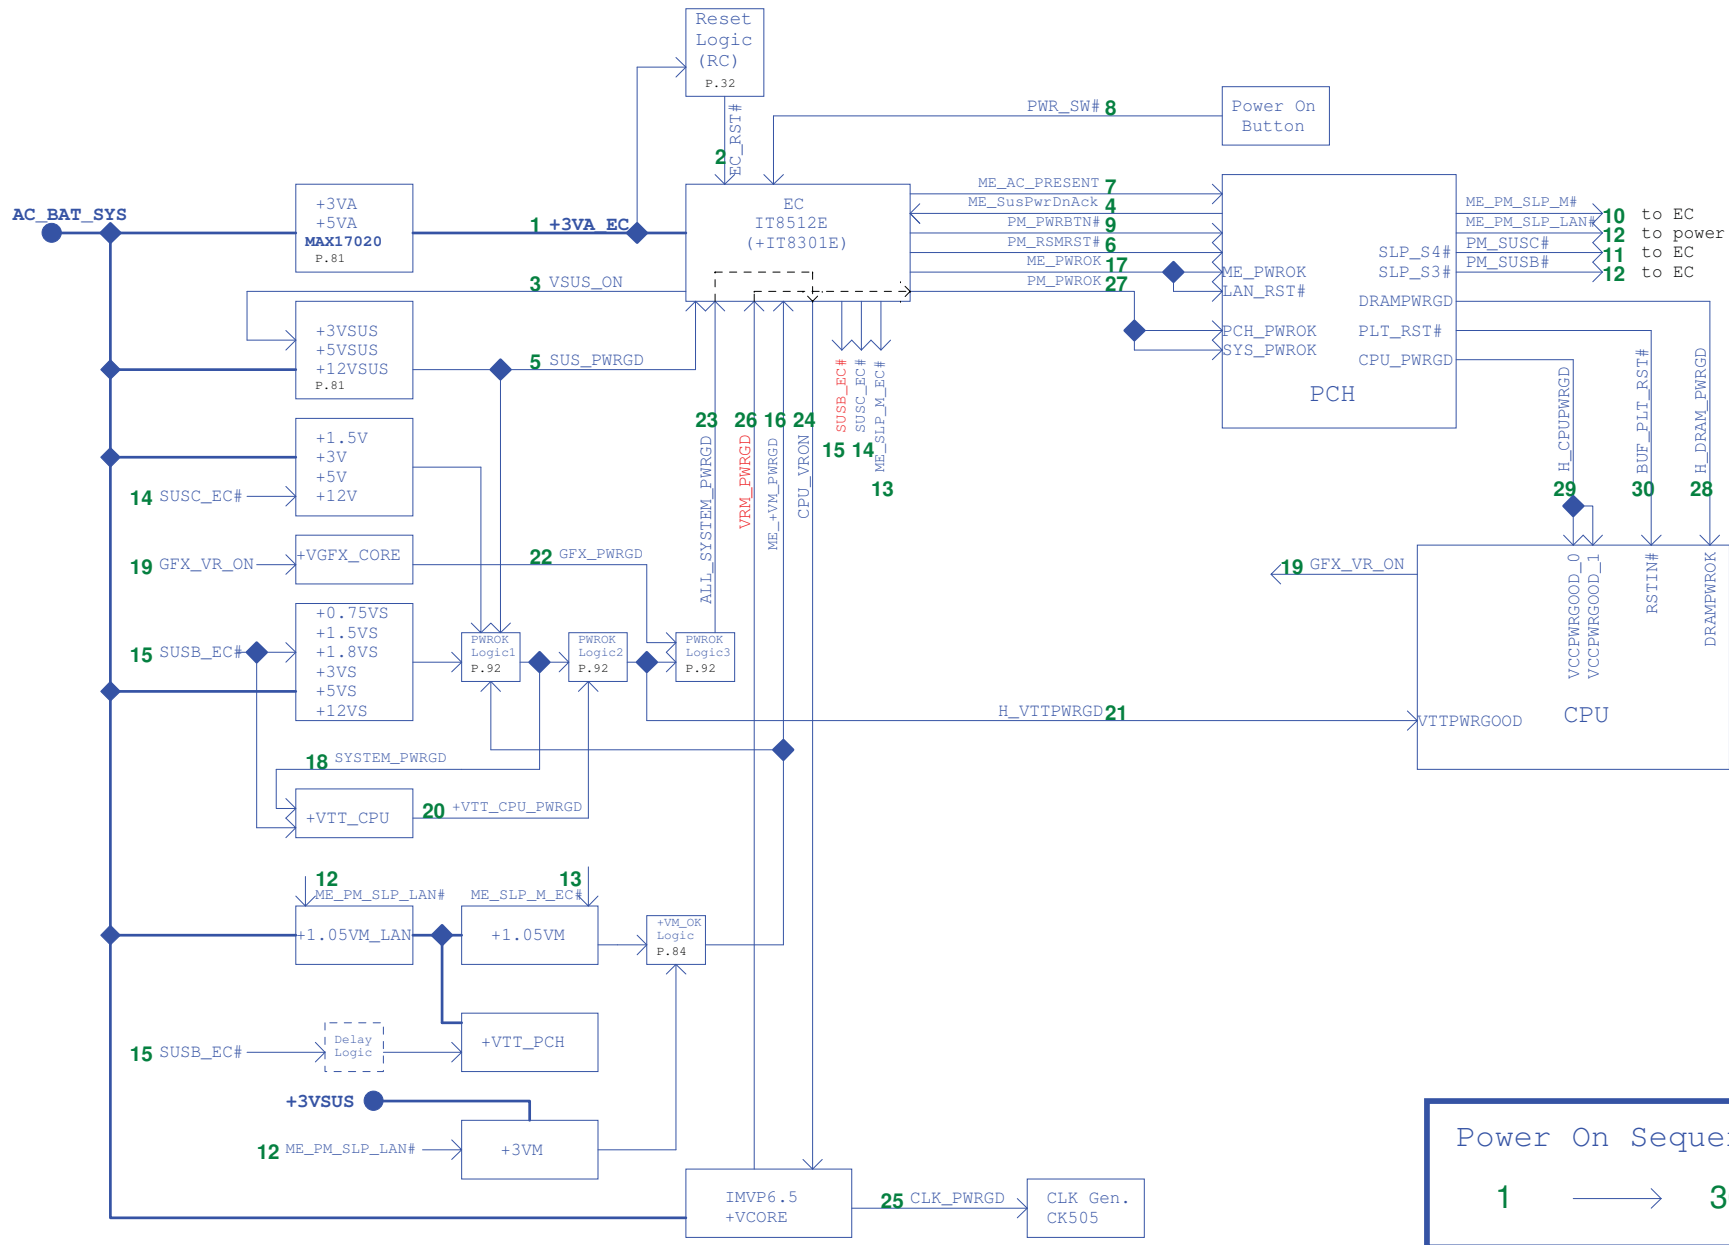 Reset
Logic
(RC)
P.32
EC_RST#
2
PWR_SW# 8
Power On
Button
AC_BAT_SYS
+3VA
+5VA
MAX17020
P.81
1 +3VA_EC
EC
IT8512E
(+IT8301E)
ME_AC_PRESENT 7
ME_SusPwrDnAck 4
PM_PWRBTN# 9
PM_RSMRST# 6
ME_PWROK 17
PM_PWROK 27
ME_PWROK
LAN_RST#
PCH_PWROK
SYS_PWROK
SLP_S4#
SLP_S3#
DRAMPWRGD
PLT_RST#
CPU_PWRGD
PCH
ME_PM_SLP_M# 10 to EC
ME_PM_SLP_LAN# 12 to power
PM_SUSC# 11 to EC
PM_SUSB# 12 to EC
3 VSUS_ON
+3VSUS
+5VSUS
+12VSUS
P.81
5 SUS_PWRGD
+1.5V
+3V
+5V
+12V
14 SUSC_EC#
19 GFX_VR_ON
+VGFX_CORE
22 GFX_PWRGD
23 ALL_SYSTEM_PWRGD
26 VRM_PWRGD
16 ME_+VM_PWRGD
24 CPU_VRON
SUSB_EC# 15
SUSC_EC# 14
ME_SLP_M_EC# 13
H_CPUPWRGD 29
BUF_PLT_RST# 30
H_DRAM_PWRGD 28
19 GFX_VR_ON
VCCPWRGOOD_0
VCCPWRGOOD_1
RSTIN#
DRAMPWROK
VTTPWRGOOD
CPU
15 SUSB_EC#
+0.75VS
+1.5VS
+1.8VS
+3VS
+5VS
+12VS
PWROK
Logic1
P.92
PWROK
Logic2
P.92
PWROK
Logic3
P.92
H_VTTPWRGD 21
18 SYSTEM_PWRGD
+VTT_CPU
20 +VTT_CPU_PWRGD
12
ME_PM_SLP_LAN#
13
ME_SLP_M_EC#
+1.05VM_LAN
+1.05VM
+VM_OK
Logic
P.84
15 SUSB_EC#
Delay
Logic
+VTT_PCH
+3VSUS
12 ME_PM_SLP_LAN#
+3VM
IMVP6.5
+VCORE
25 CLK_PWRGD
CLK Gen.
CK505
Power On Seque
1 3